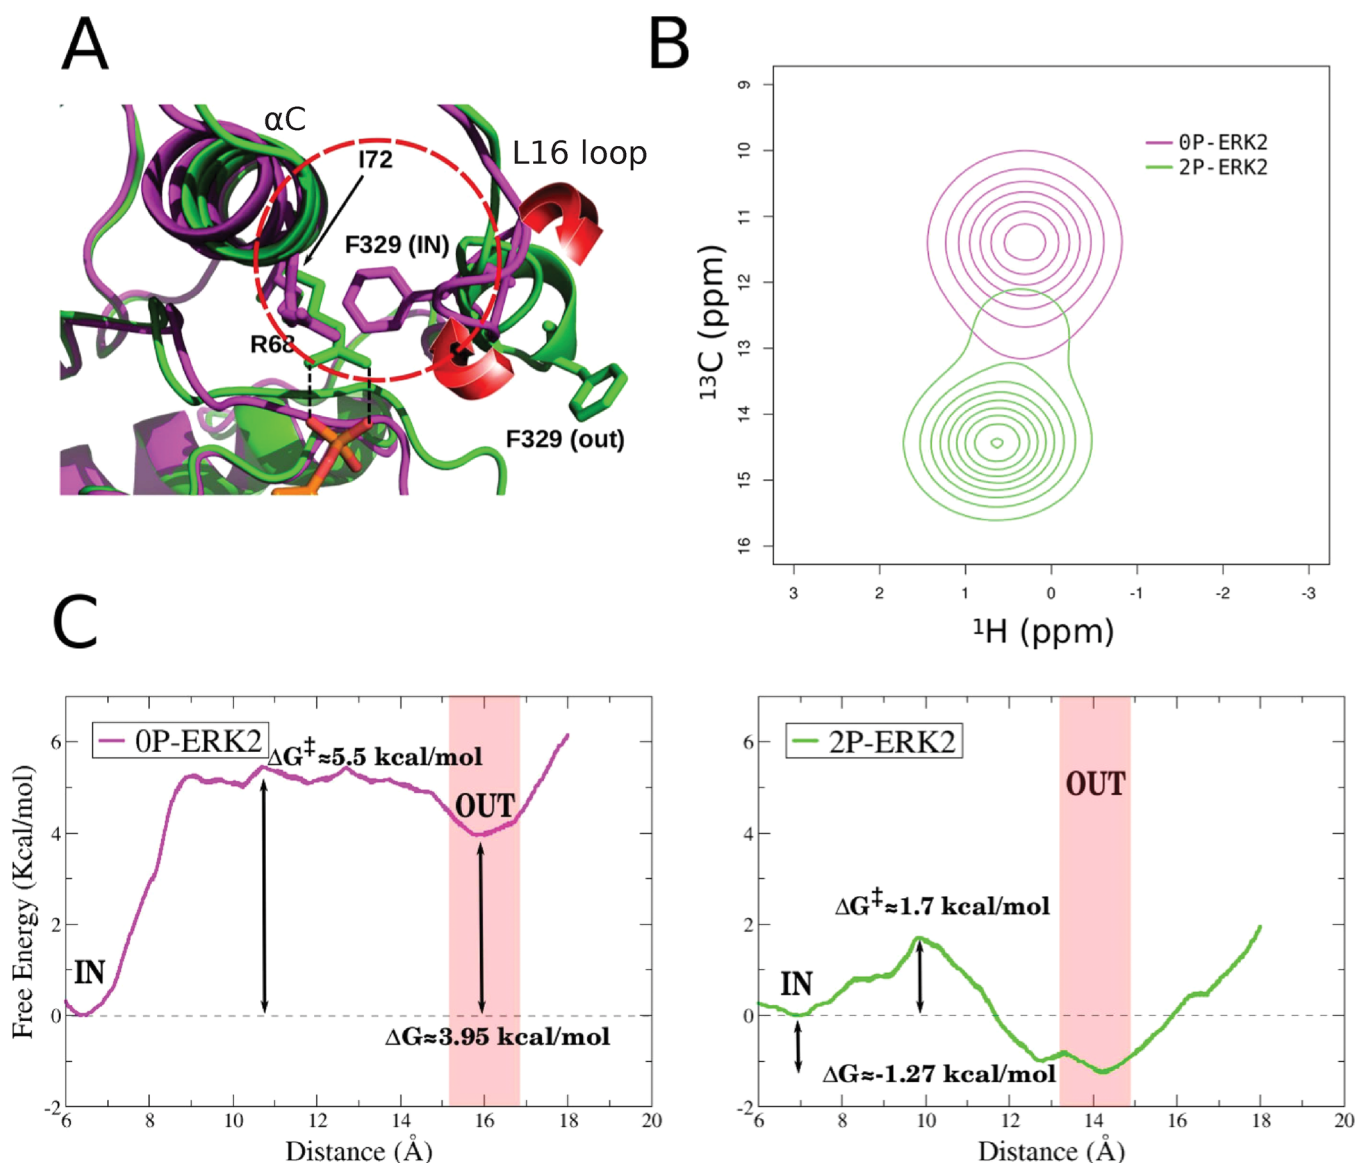 A
αC
I72
L16 loop
F329 (IN)
R68
F329 (out)
B
0P-ERK2
2P-ERK2
9
10
11
12
13
14
15
16
13C (ppm)
3
2
1
0
-1
-2
-3
1H (ppm)
C
0P-ERK2
ΔG‡≈5.5 kcal/mol
OUT
IN
ΔG≈3.95 kcal/mol
Free Energy (Kcal/mol)
6
4
2
0
-2
6
8
10
12
14
16
18
20
Distance (Å)
2P-ERK2
OUT
ΔG‡≈1.7 kcal/mol
IN
ΔG≈-1.27 kcal/mol
6
4
2
0
-2
6
8
10
12
14
16
18
20
Distance (Å)